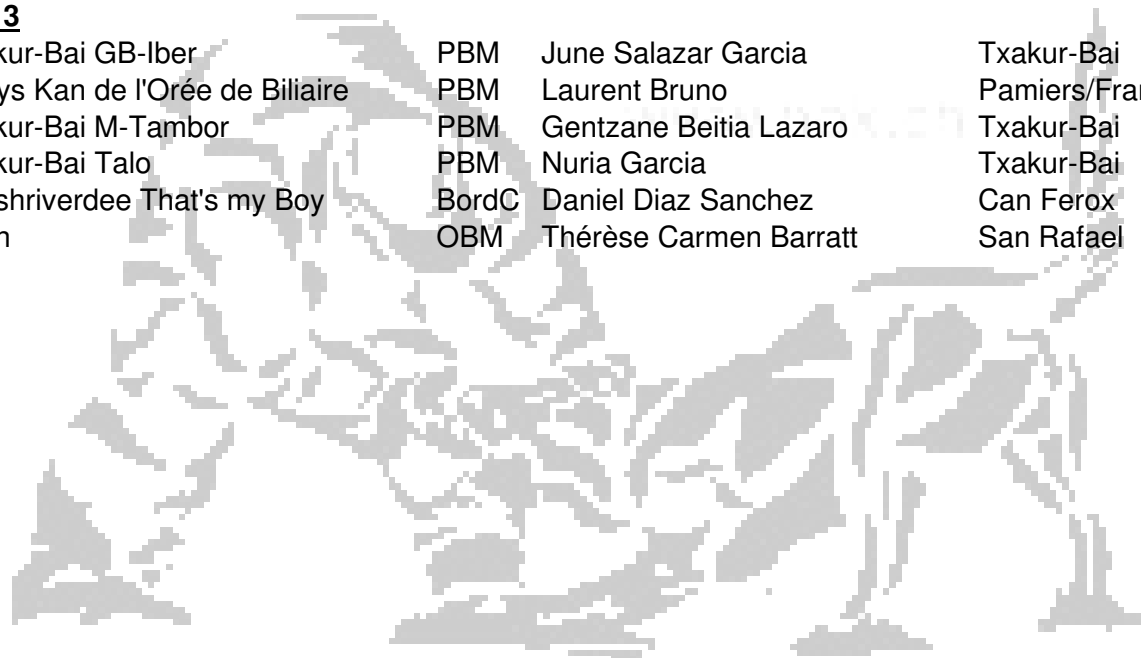 3
kur-Bai GB-Iber PBM June Salazar Garcia Txakur-Bai
ys Kan de l'Orée de Biliaire PBM Laurent Bruno Pamiers/Fran
kur-Bai M-Tambor PBM Gentzane Beitia Lazaro Txakur-Bai
kur-Bai Talo PBM Nuria Garcia Txakur-Bai
shriverdee That's my Boy BordC Daniel Diaz Sanchez Can Ferox
n OBM Thérèse Carmen Barratt San Rafael